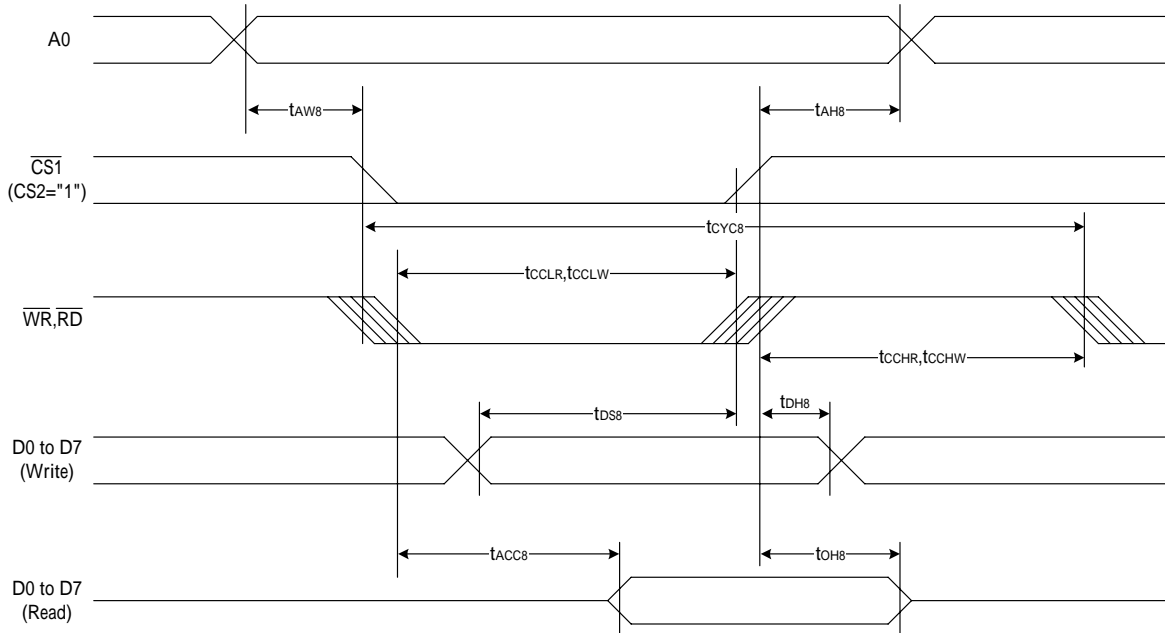 A0
tAW8
tAH8
CS1
(CS2="1")
tCYC8
tCCLR,tCCLW
WR,RD
tCCHR,tCCHW
tDS8
tDH8
D0 to D7
(Write)
tACC8
tOH8
D0 to D7
(Read)